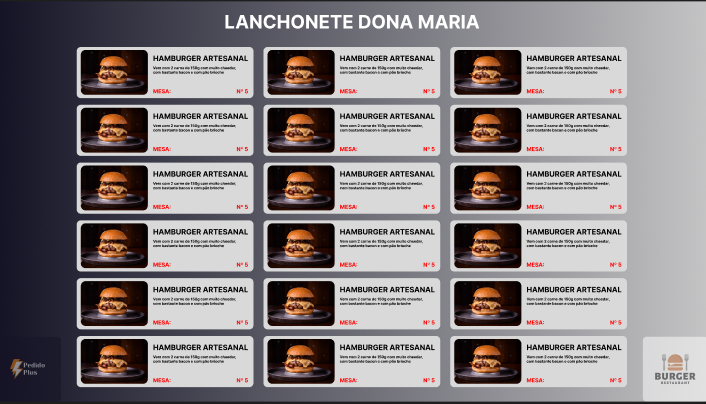 LANCHONETE DONA MARIA
HAMBURGER ARTESANAL
Vem com 2 carne de 150g com muito cheedar,
com bastante bacon e com pão brioche
MESA: Nº 5
HAMBURGER ARTESANAL
Vem com 2 carne de 150g com muito cheedar,
com bastante bacon e com pão brioche
MESA: Nº 5
HAMBURGER ARTESANAL
Vem com 2 carne de 150g com muito cheedar,
com bastante bacon e com pão brioche
MESA: Nº 5
HAMBURGER ARTESANAL
Vem com 2 carne de 150g com muito cheedar,
com bastante bacon e com pão brioche
MESA: Nº 5
HAMBURGER ARTESANAL
Vem com 2 carne de 150g com muito cheedar,
com bastante bacon e com pão brioche
MESA: Nº 5
HAMBURGER ARTESANAL
Vem com 2 carne de 150g com muito cheedar,
com bastante bacon e com pão brioche
MESA: Nº 5
HAMBURGER ARTESANAL
Vem com 2 carne de 150g com muito cheedar,
com bastante bacon e com pão brioche
MESA: Nº 5
HAMBURGER ARTESANAL
Vem com 2 carne de 150g com muito cheedar,
com bastante bacon e com pão brioche
MESA: Nº 5
HAMBURGER ARTESANAL
Vem com 2 carne de 150g com muito cheedar,
com bastante bacon e com pão brioche
MESA: Nº 5
HAMBURGER ARTESANAL
Vem com 2 carne de 150g com muito cheedar,
com bastante bacon e com pão brioche
MESA: Nº 5
HAMBURGER ARTESANAL
Vem com 2 carne de 150g com muito cheedar,
com bastante bacon e com pão brioche
MESA: Nº 5
HAMBURGER ARTESANAL
Vem com 2 carne de 150g com muito cheedar,
com bastante bacon e com pão brioche
MESA: Nº 5
HAMBURGER ARTESANAL
Vem com 2 carne de 150g com muito cheedar,
com bastante bacon e com pão brioche
MESA: Nº 5
HAMBURGER ARTESANAL
Vem com 2 carne de 150g com muito cheedar,
com bastante bacon e com pão brioche
MESA: Nº 5
HAMBURGER ARTESANAL
Vem com 2 carne de 150g com muito cheedar,
com bastante bacon e com pão brioche
MESA: Nº 5
HAMBURGER ARTESANAL
Vem com 2 carne de 150g com muito cheedar,
com bastante bacon e com pão brioche
MESA: Nº 5
HAMBURGER ARTESANAL
Vem com 2 carne de 150g com muito cheedar,
com bastante bacon e com pão brioche
MESA: Nº 5
HAMBURGER ARTESANAL
Vem com 2 carne de 150g com muito cheedar,
com bastante bacon e com pão brioche
MESA: Nº 5
Pedido
Plus
BURGER
RESTAURANT